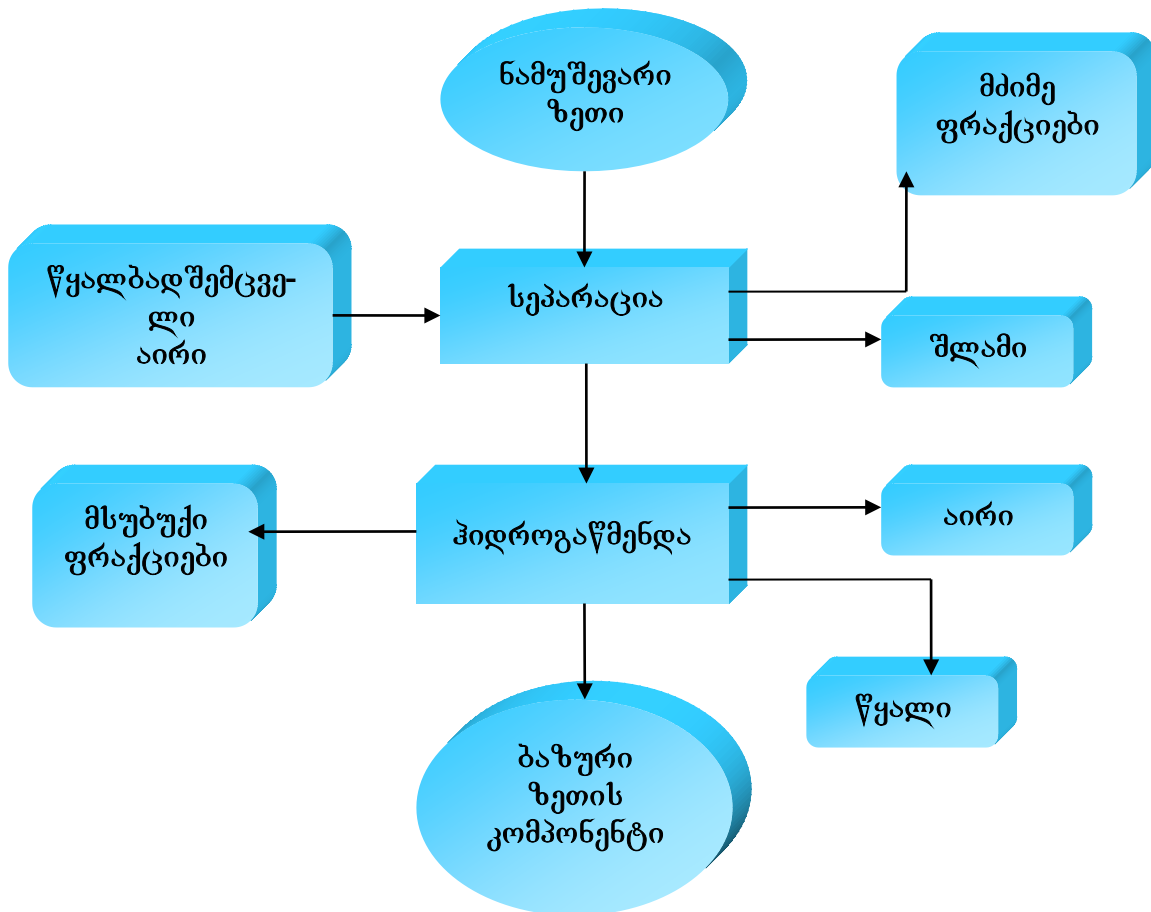 ნამუშევარი
ზეთი
მძიმე
ფრაქციები
წყალბადშემცვე-
ლი
აირი
სეპარაცია
შლამი
მსუბუქი
ფრაქციები
ჰიდროგაწმენდა
აირი
წყალი
ბაზური
ზეთის
კომპონენტი